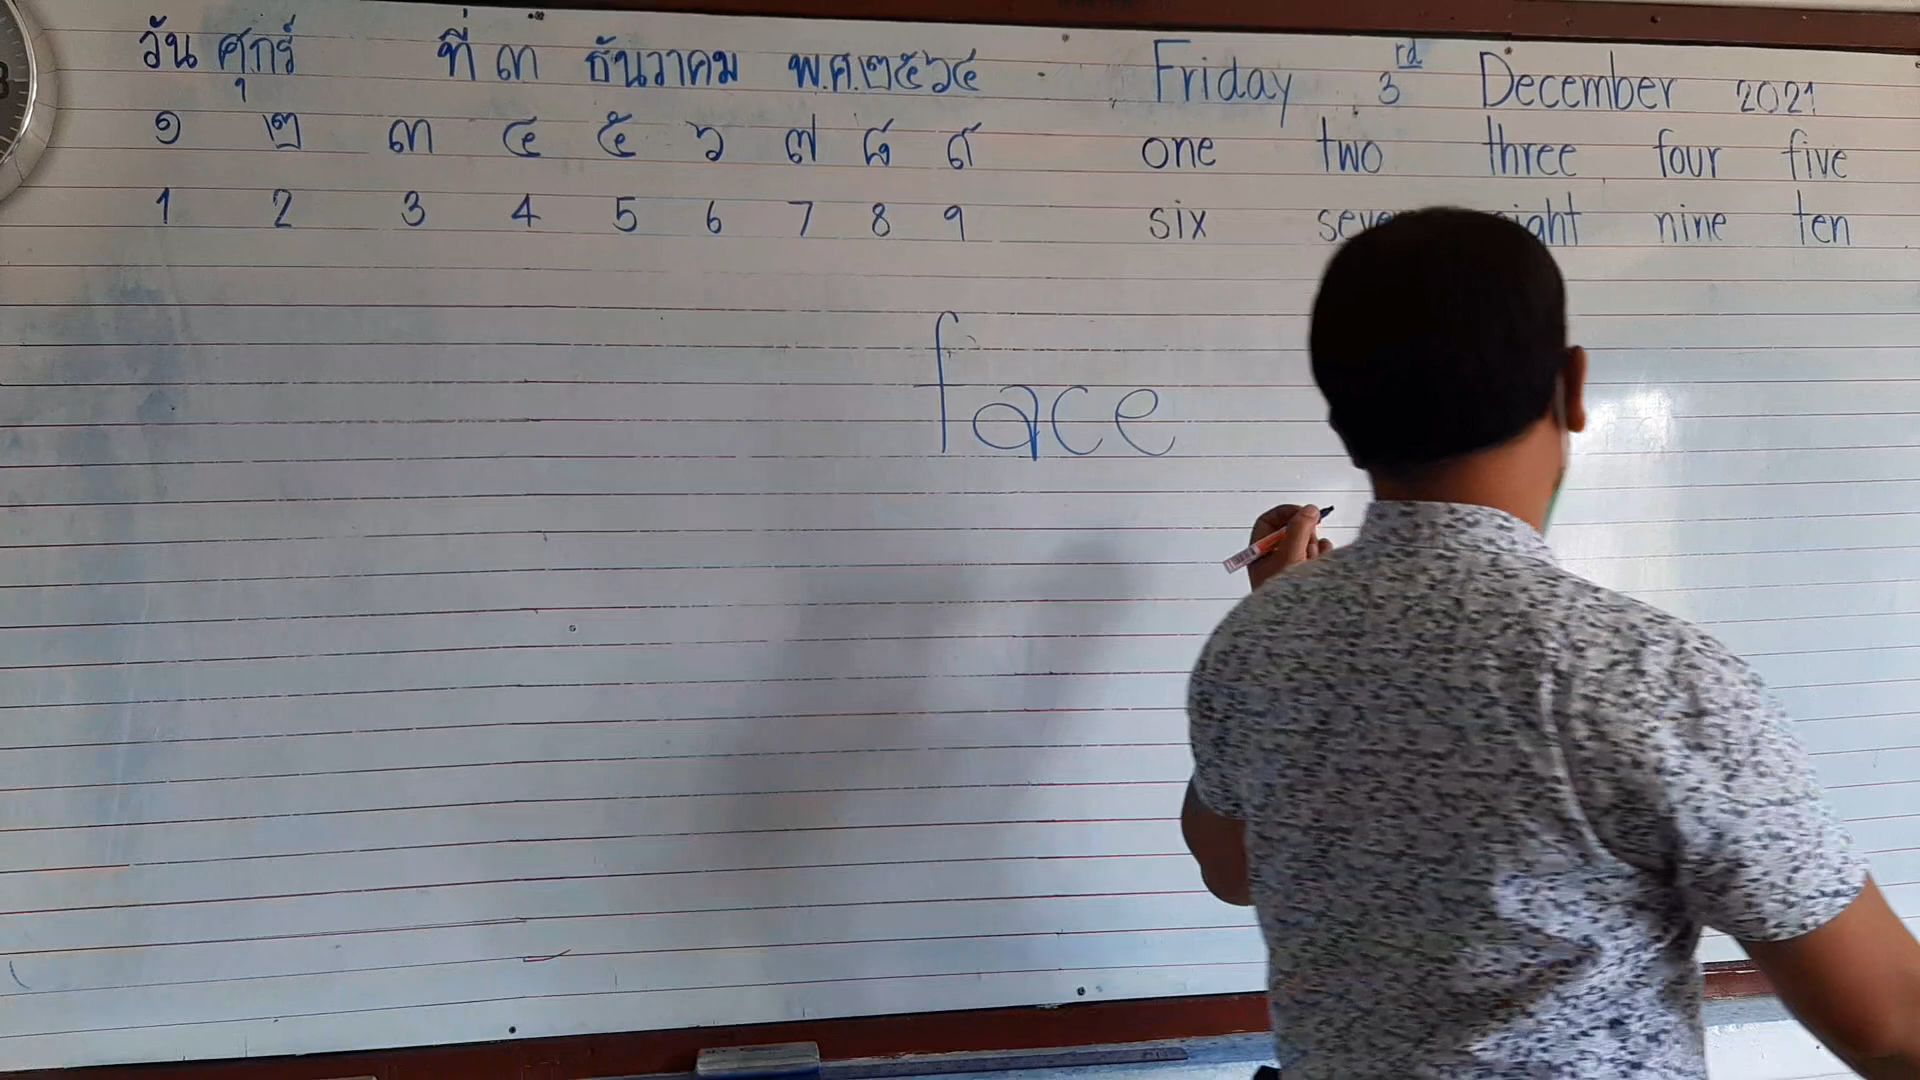 วันศุกร์ ที่ ๓ ธันวาคม พ.ศ.๒๕๖๔ Friday 3rd December 2021
๑ ๒ ๓ ๔ ๕ ๖ ๗ ๘ ๙ one two three four five
1 2 3 4 5 6 7 8 9 six nine ten
face